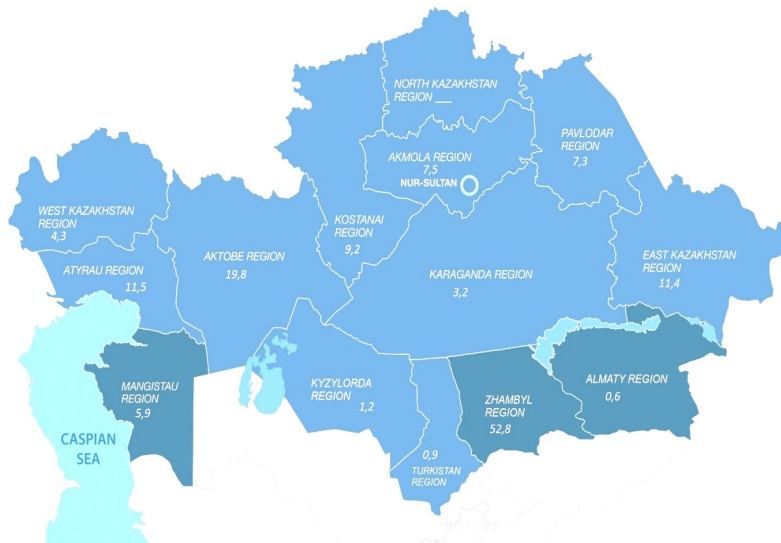 NORTH KAZAKHSTAN
REGION __
PAVLODAR
REGION
7,3
AKMOLA REGION
7,5
NUR-SULTAN
WEST KAZAKHSTAN
REGION
4,3
KOSTANAI
REGION
9,2
AKTOBE REGION
19,8
ATYRAU REGION
11,5
KARAGANDA REGION
3,2
EAST KAZAKHSTAN
REGION
11,4
MANGISTAU
REGION
5,9
KYZYLORDA
REGION
1,2
ZHAMBYL
REGION
52,8
ALMATY REGION
0,6
CASPIAN
SEA
0,9
TURKISTAN
REGION